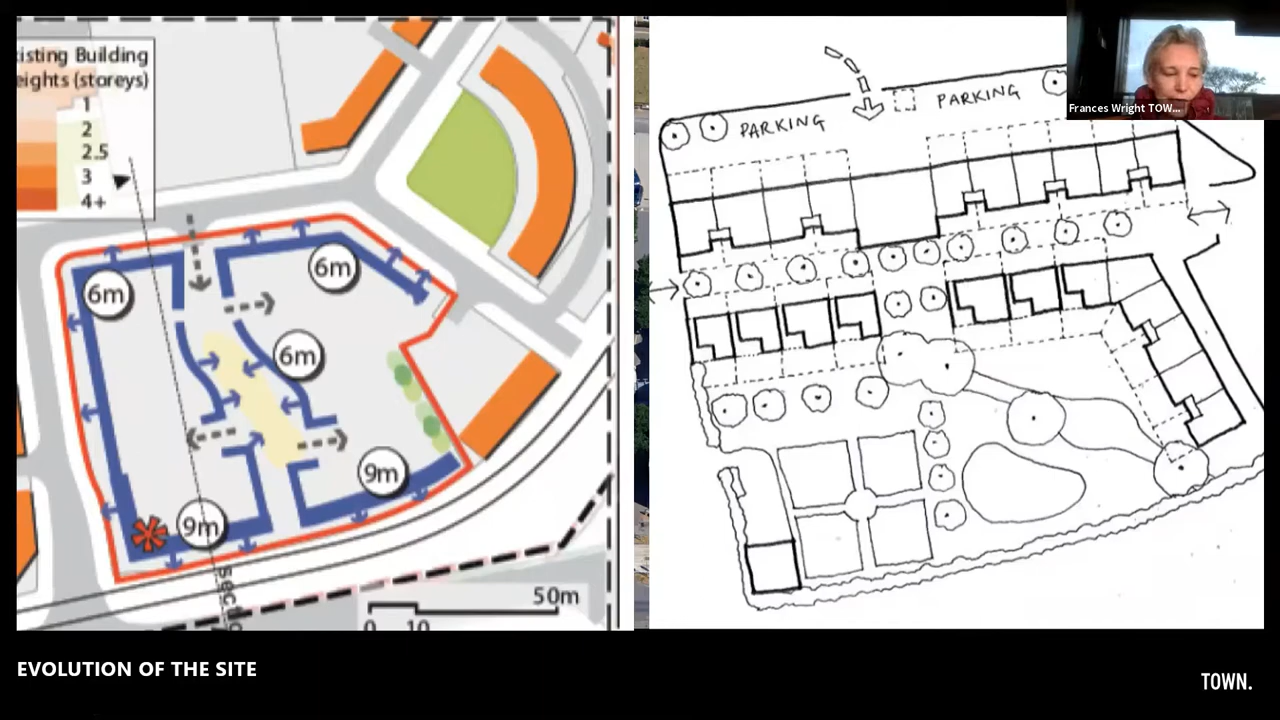 xisting Building
eights (storeys)
1
2
2.5
3
4+
6m
6m
6m
9m
9m
50m
0 10
PARKING
PARKING
Frances Wright TOW...
EVOLUTION OF THE SITE
TOWN.